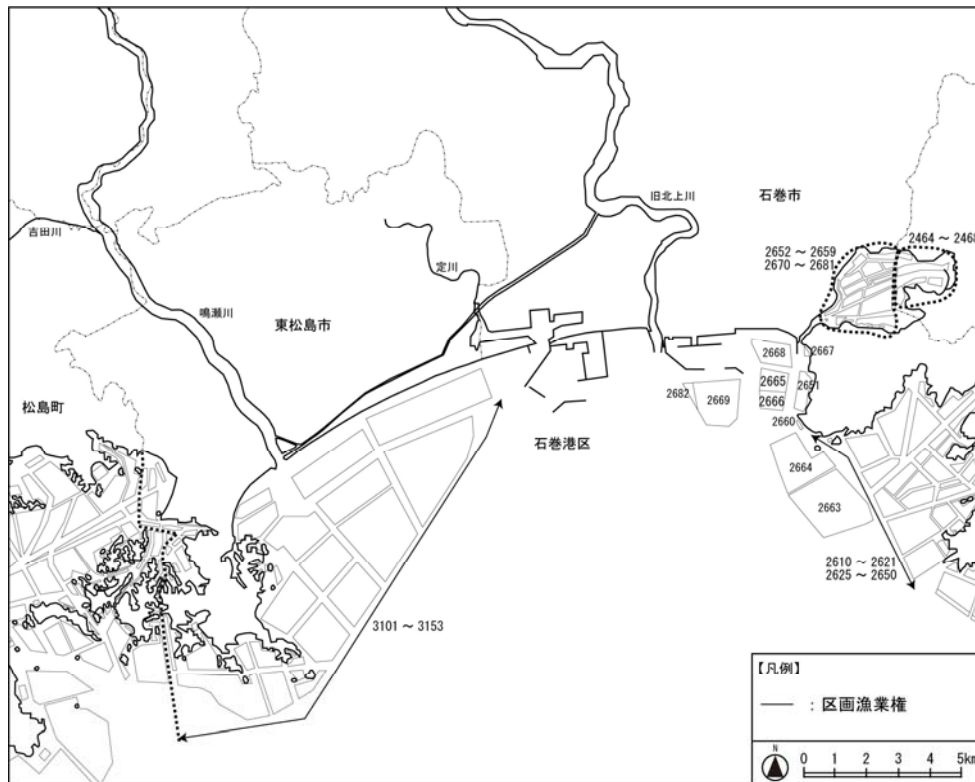 石巻市
旧北上川
吉田川
2464 ～ 2468
2652 ～ 2659
2670 ～ 2681
定川
鳴瀬川
東松島市
2668
2667
2665
2651
松島町
2682
2669
2666
2660
石巻港区
2664
2663
2610 ～ 2621
2625 ～ 2650
3101 ～ 3153
【凡例】
： 区画漁業権
N
0 1 2 3 4 5km